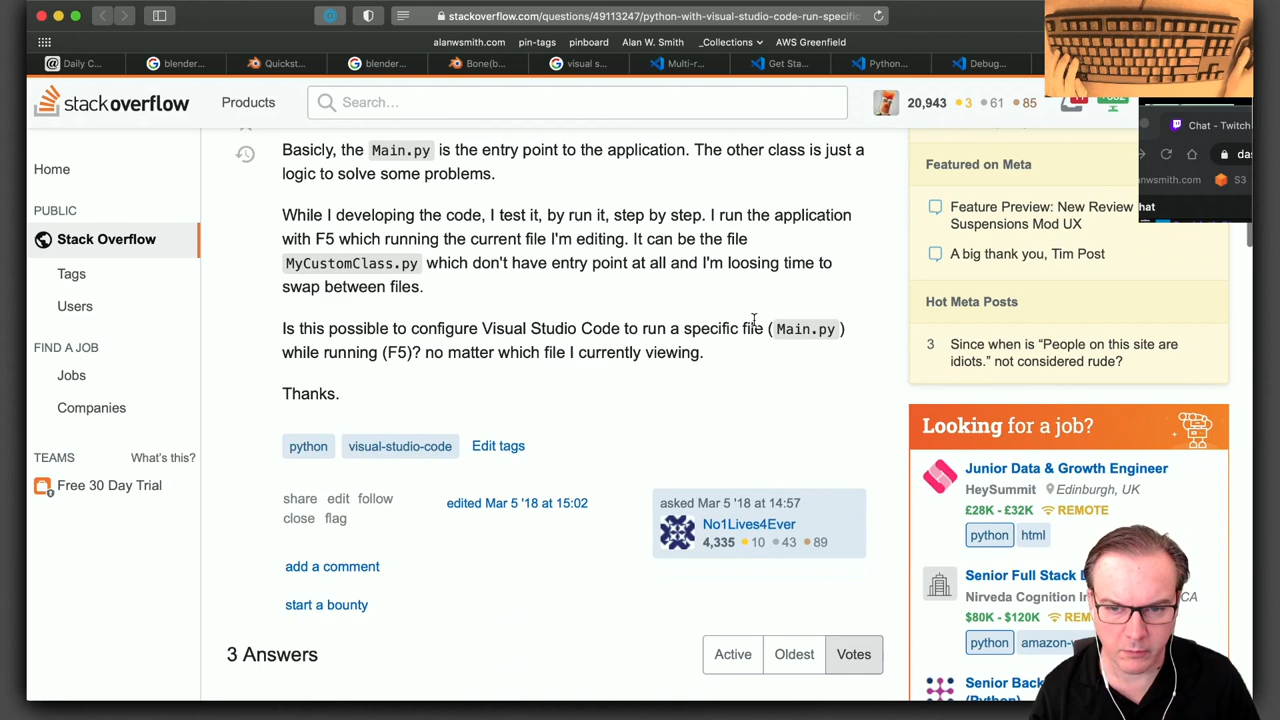 stackoverflow.com/questions/49113247/python-with-visual-studio-code-run-specific
alanwsmith.com pin-tags pinboard Alan W. Smith _Collections AWS Greenfield
Daily C... blender... Quickst... blender... Bone(b... visual s... Multi-r... Get Sta... Python... Debug...
stackoverflow Products Search... 20,943 3 61 85
Chat - Twitch
S3
Home
PUBLIC
Stack Overflow
Tags
Users
FIND A JOB
Jobs
Companies
TEAMS What's this?
Free 30 Day Trial
Basicly, the Main.py is the entry point to the application. The other class is just a
logic to solve some problems.
While I developing the code, I test it, by run it, step by step. I run the application
with F5 which running the current file I'm editing. It can be the file
MyCustomClass.py which don't have entry point at all and I'm loosing time to
swap between files.
Is this possible to configure Visual Studio Code to run a specific file (Main.py)
while running (F5)? no matter which file I currently viewing.
Thanks.
python visual-studio-code Edit tags
share edit follow
close flag
edited Mar 5 '18 at 15:02
asked Mar 5 '18 at 14:57
No1Lives4Ever
4,335 10 43 89
add a comment
start a bounty
3 Answers
Active Oldest Votes
Featured on Meta
Feature Preview: New Review
Suspensions Mod UX
A big thank you, Tim Post
Hot Meta Posts
3 Since when is “People on this site are
idiots.” not considered rude?
Looking for a job?
Junior Data & Growth Engineer
HeySummit Edinburgh, UK
£28K - £32K REMOTE
python html
Senior Full Stack
Nirveda Cognition
$80K - $120K
python
Senior Back
(Python)